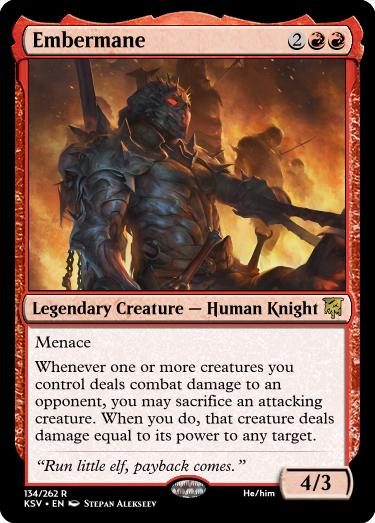 Embermane 2
Legendary Creature — Human Knight
Menace
Whenever one or more creatures you
control deals combat damage to an
opponent, you may sacrifice an attacking
creature. When you do, that creature deals
damage equal to its power to any target.
“Run little elf, payback comes.”
4/3
134/262 R
KSV • EN Stepan Alekseev
He/him